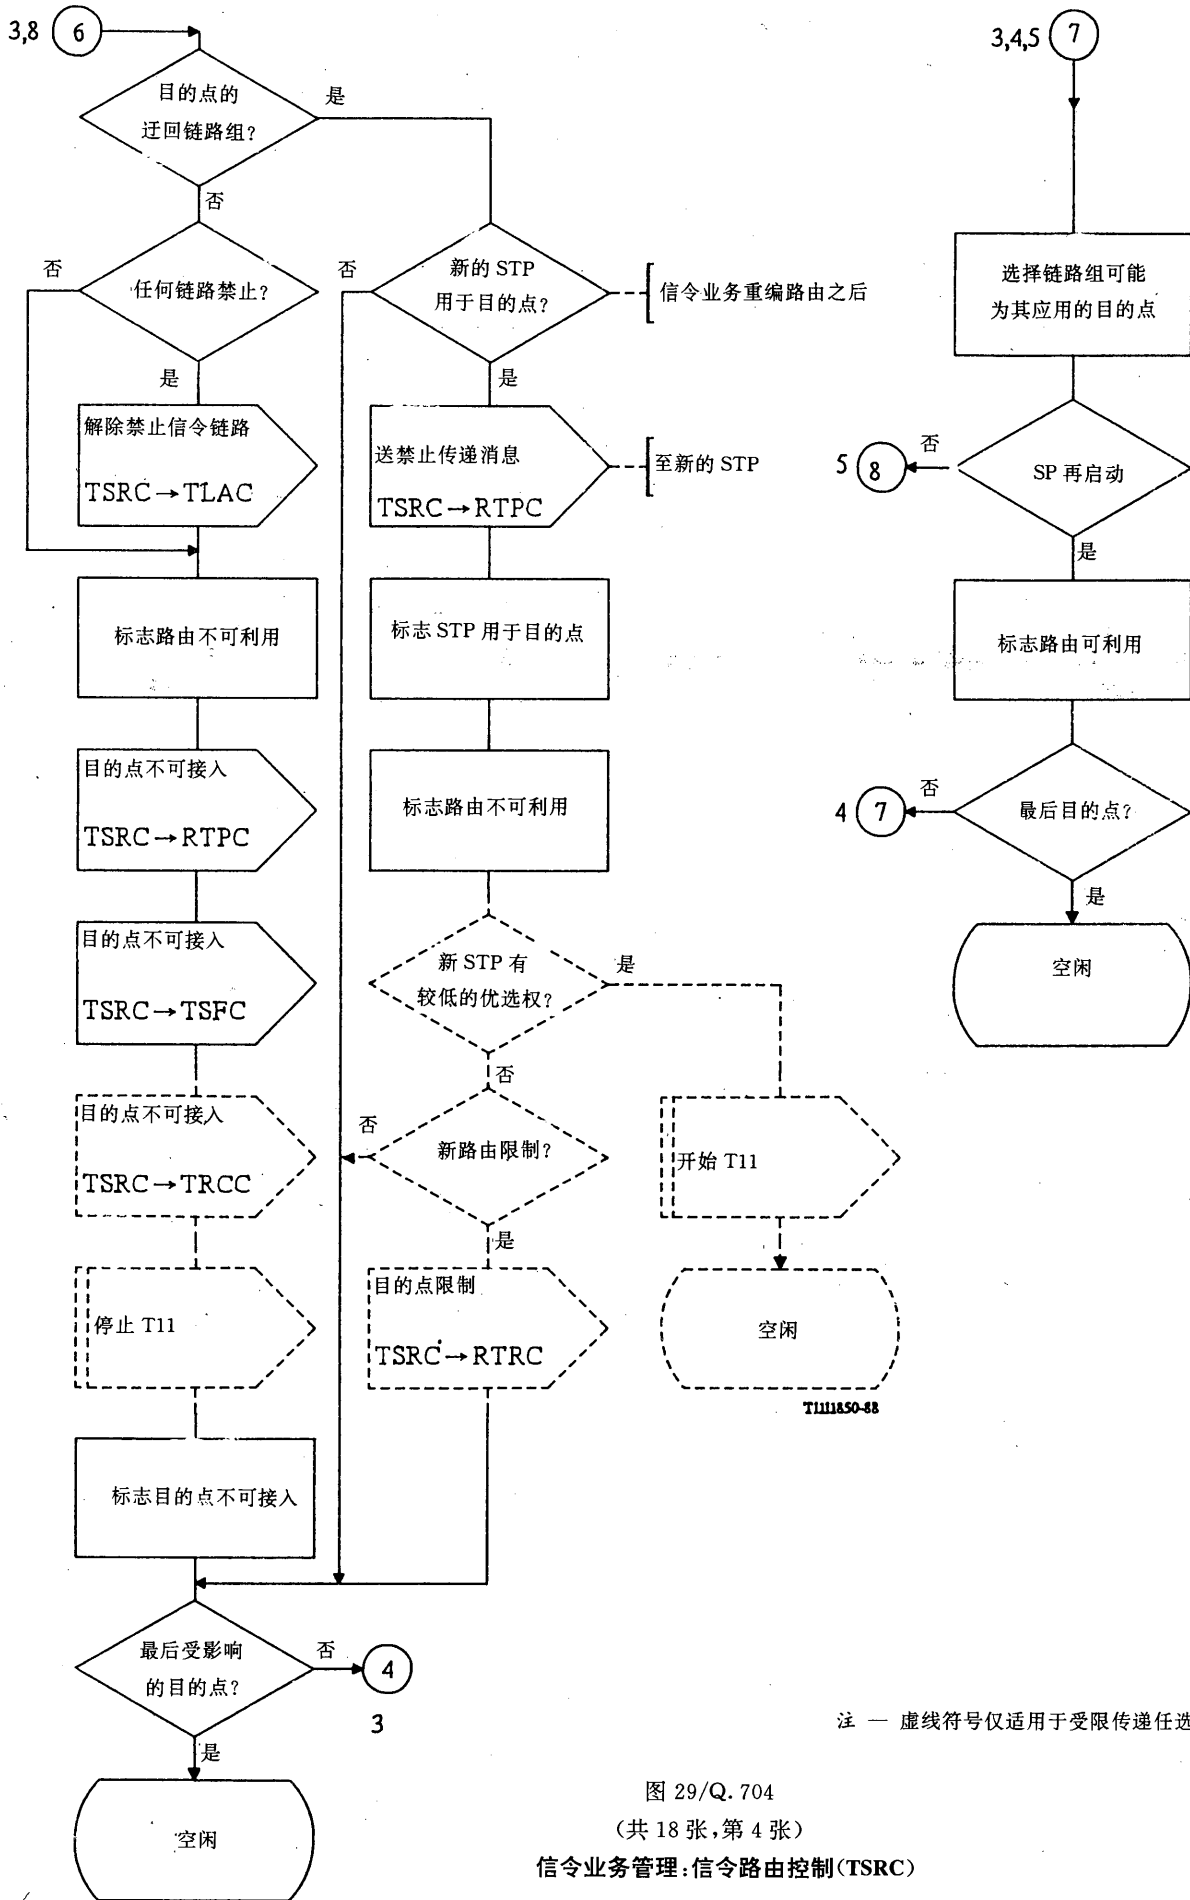 3,8 6
目的点的
迂回链路组?
是
否
任何链路禁止?
否
是
解除禁止信令链路
TSRC→TLAC
标志路由不可利用
目的点不可接入
TSRC→RTPC
目的点不可接入
TSRC→TSFC
目的点不可接入
TSRC→TRCC
停止 T11
标志目的点不可接入
最后受影响
的目的点?
否
4
3
是
空闲
新的 STP
用于目的点?
否
信令业务重编路由之后
是
送禁止传递消息
TSRC→RTPC
至新的 STP
标志 STP 用于目的点
标志路由不可利用
新 STP 有
较低的优选权?
是
否
新路由限制?
否
是
目的点限制
TSRC→RTRC
开始 T11
空闲
T1111850-88
3,4,5 7
选择链路组可能
为其应用的目的点
SP 再启动
否
5 8
是
标志路由可利用
最后目的点?
否
4 7
是
空闲
注 — 虚线符号仅适用于受限传递任选
图 29/Q.704
(共 18 张,第 4 张)
信令业务管理:信令路由控制(TSRC)